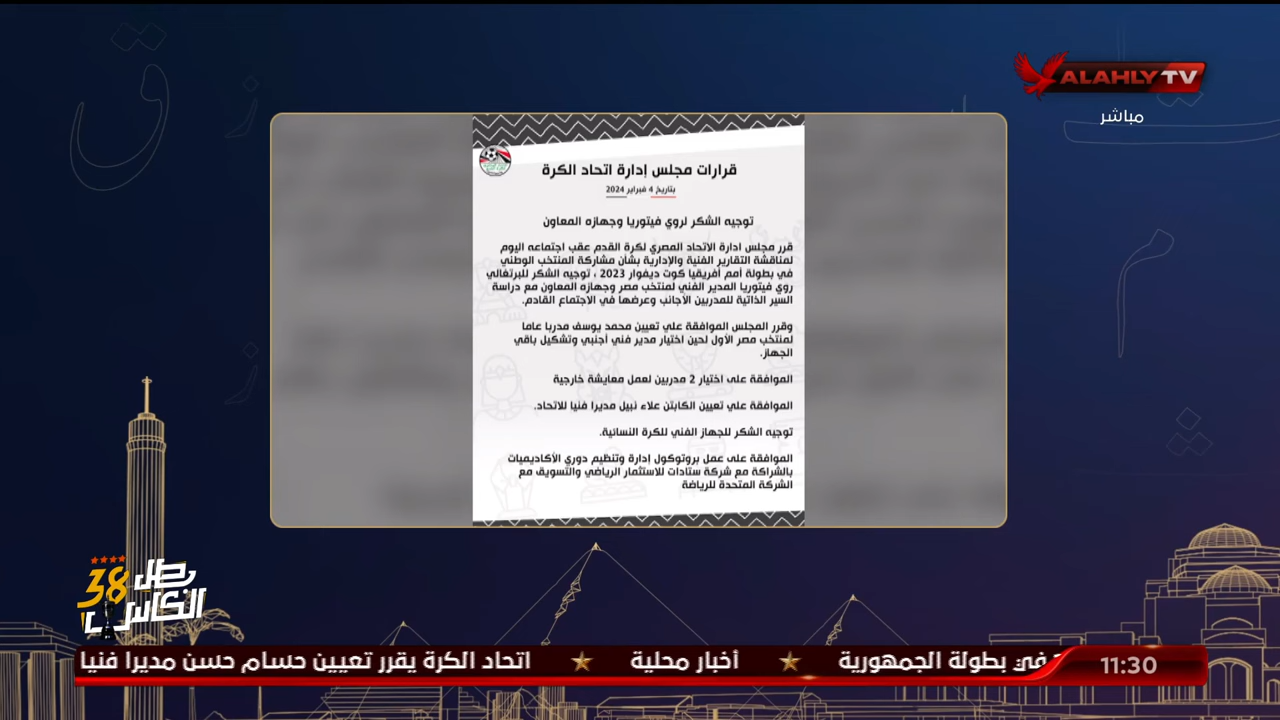 ALAHLY TV
مباشر
قرارات مجلس إدارة اتحاد الكرة
بتاريخ 4 فبراير 2024
توجيه الشكر لروي فيتوريا وجهازه المعاون
قرر مجلس ادارة الاتحاد المصري لكرة القدم عقب اجتماعه اليوم
لمناقشة التقارير الفنية والإدارية بشأن مشاركة المنتخب الوطني
في بطولة أمم أفريقيا كوت ديفوار 2023 ، توجيه الشكر للبرتغالي
روي فيتوريا المدير الفني لمنتخب مصر وجهازه المعاون مع دراسة
السير الذاتية للمدربين الأجانب وعرضها في الإجتماع القادم.
وقرر المجلس الموافقة علي تعيين محمد يوسف مدربا عاما
لمنتخب مصر الأول لحين اختيار مدير فني أجنبي وتشكيل باقي
الجهاز.
الموافقة على اختيار 2 مدربين لعمل معايشة خارجية
الموافقة علي تعيين الكابتن علاء نبيل مديرا فنيا للاتحاد.
توجيه الشكر للجهاز الفني للكرة النسائية.
الموافقة على عمل بروتوكول إدارة وتنظيم دوري الأكاديميات
بالشراكة مع شركة ستادات للاستثمار الرياضي والتسويق مع
الشركة المتحدة للرياضة
بطل
الكاس 38
في بطولة الجمهورية ★ أخبار محلية ★ اتحاد الكرة يقرر تعيين حسام حسن مديرا فنيا
11:30